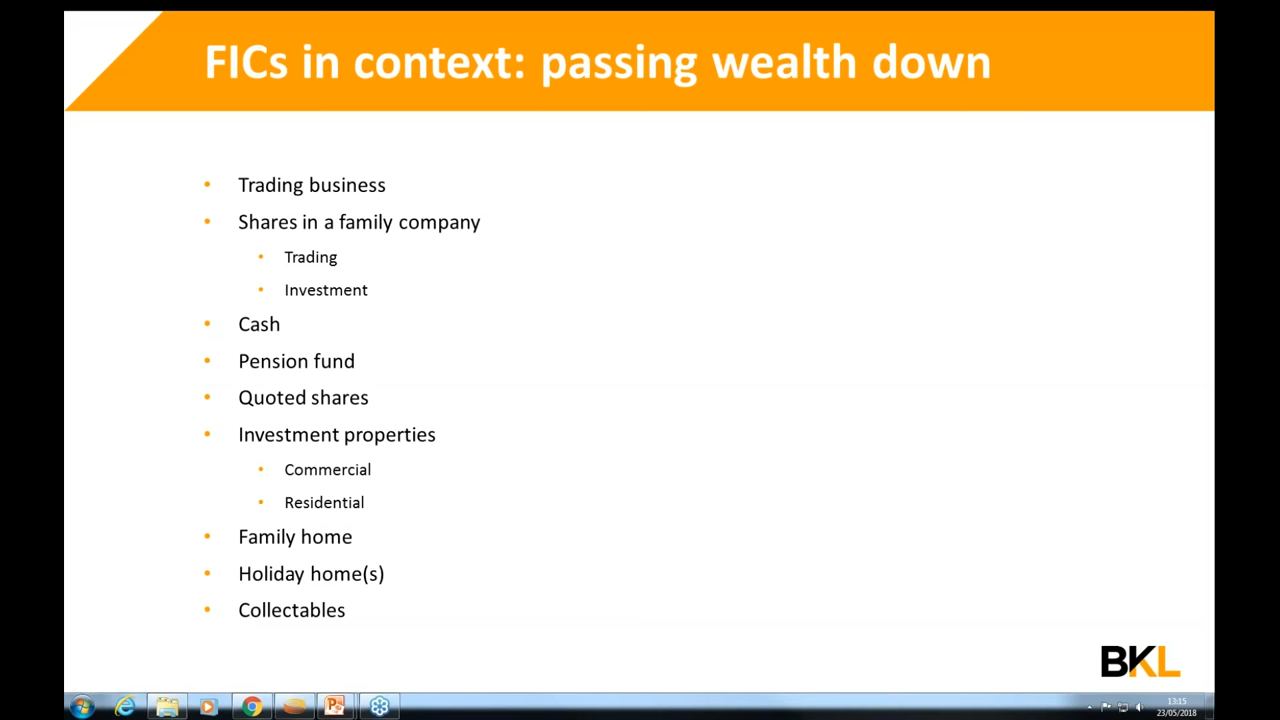 FICs in context: passing wealth down
• Trading business
• Shares in a family company
• Trading
• Investment
• Cash
• Pension fund
• Quoted shares
• Investment properties
• Commercial
• Residential
• Family home
• Holiday home(s)
• Collectables
BKL
13:15
23/05/2018